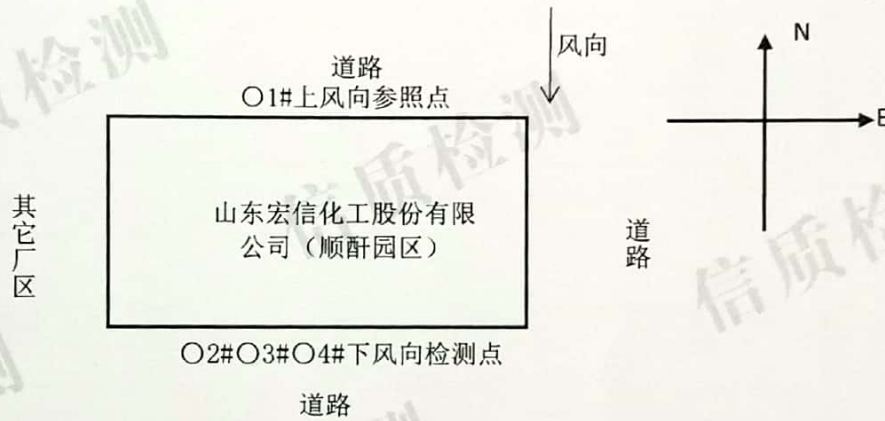 风向
N
E
道路
○1#上风向参照点
山东宏信化工股份有限
公司（顺酐园区）
其它厂区
道路
○2#○3#○4#下风向检测点
道路
信质检测
信质检测
质检测